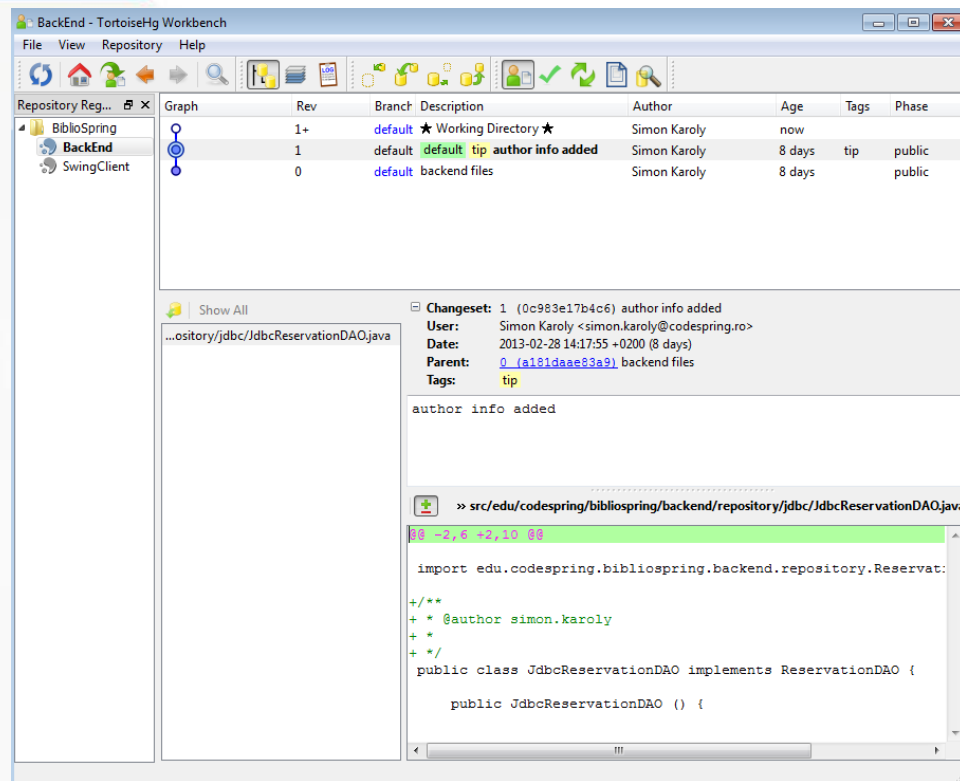 BackEnd - TortoiseHg Workbench
File View Repository Help
LOG
Repository Reg...
BiblioSpring
BackEnd
SwingClient
Graph Rev Branch Description Author Age Tags Phase
1+ default ★ Working Directory ★ Simon Karoly now
1 default default tip author info added Simon Karoly 8 days tip public
0 default backend files Simon Karoly 8 days public
Show All
...ository/jdbc/JdbcReservationDAO.java
Changeset: 1 (0c983e17b4c6) author info added
User: Simon Karoly <simon.karoly@codespring.ro>
Date: 2013-02-28 14:17:55 +0200 (8 days)
Parent: 0 (a181daae83a9) backend files
Tags: tip
author info added
» src/edu/codespring/bibliospring/backend/repository/jdbc/JdbcReservationDAO.java
@@ -2,6 +2,10 @@
import edu.codespring.bibliospring.backend.repository.Reservat
+/**
+ * @author simon.karoly
+ *
+ */
public class JdbcReservationDAO implements ReservationDAO {
public JdbcReservationDAO () {